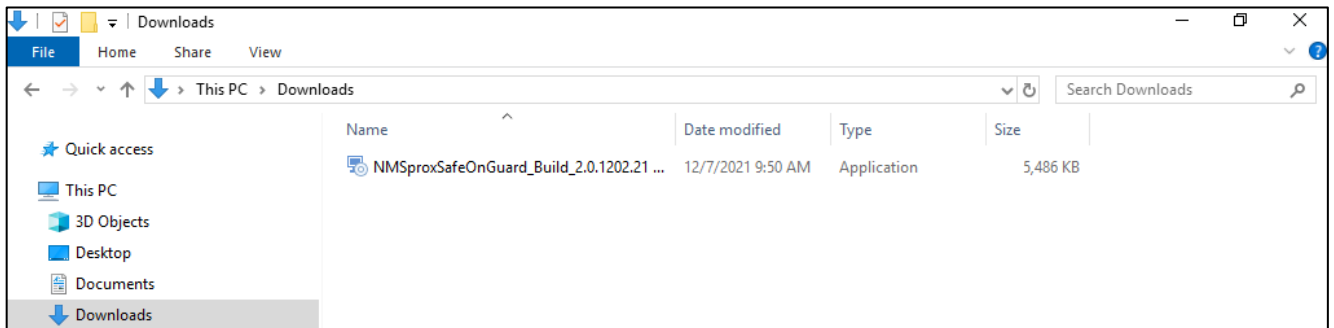 Downloads
File Home Share View
This PC > Downloads
Search Downloads
Name Date modified Type Size
Quick access
NMSproxSafeOnGuard_Build_2.0.1202.21 ... 12/7/2021 9:50 AM Application 5,486 KB
This PC
3D Objects
Desktop
Documents
Downloads